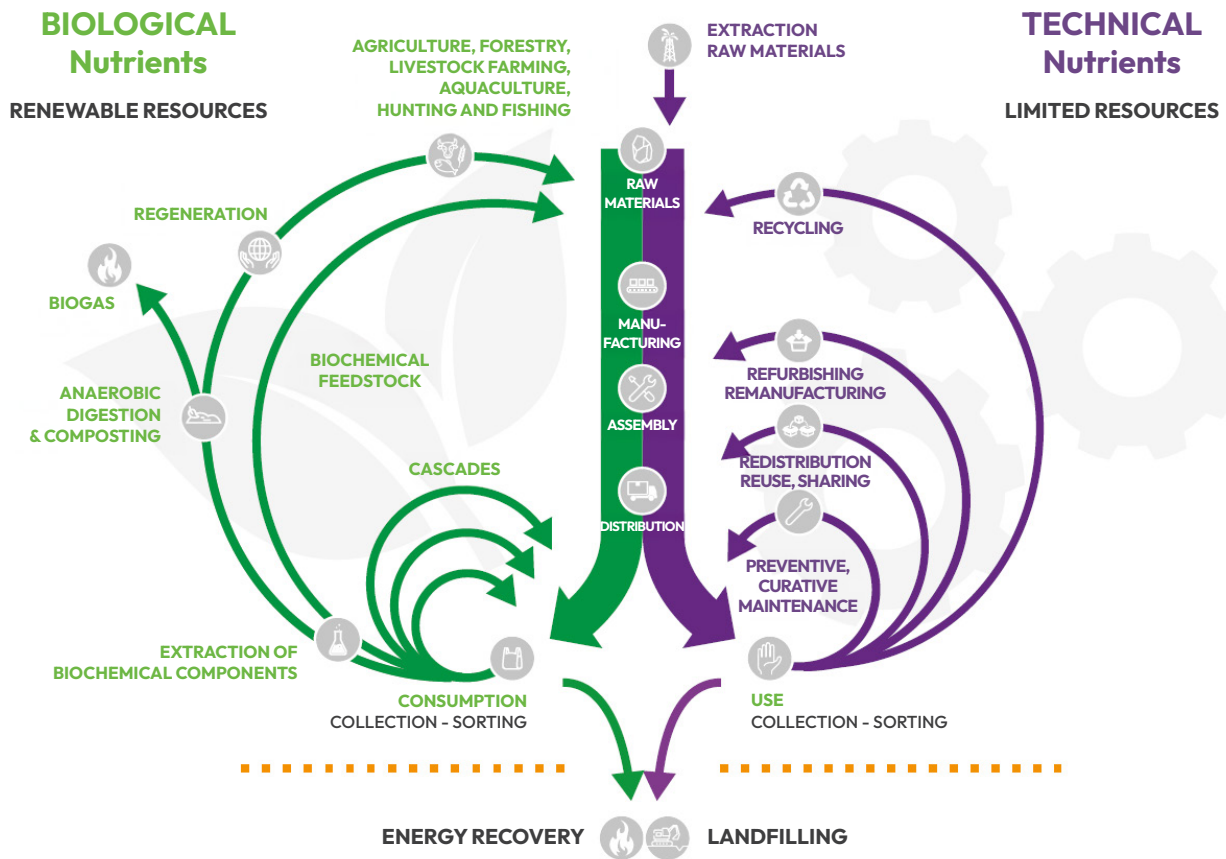 BIOLOGICAL
Nutrients
RENEWABLE RESOURCES
AGRICULTURE, FORESTRY,
LIVESTOCK FARMING,
AQUACULTURE,
HUNTING AND FISHING
EXTRACTION
RAW MATERIALS
TECHNICAL
Nutrients
LIMITED RESOURCES
RAW
MATERIALS
REGENERATION
RECYCLING
BIOGAS
MANU-
FACTURING
BIOCHEMICAL
FEEDSTOCK
REFURBISHING
REMANUFACTURING
ANAEROBIC
DIGESTION
& COMPOSTING
ASSEMBLY
CASCADES
REDISTRIBUTION
REUSE, SHARING
DISTRIBUTION
PREVENTIVE,
CURATIVE
MAINTENANCE
EXTRACTION OF
BIOCHEMICAL COMPONENTS
CONSUMPTION
COLLECTION - SORTING
USE
COLLECTION - SORTING
ENERGY RECOVERY
LANDFILLING